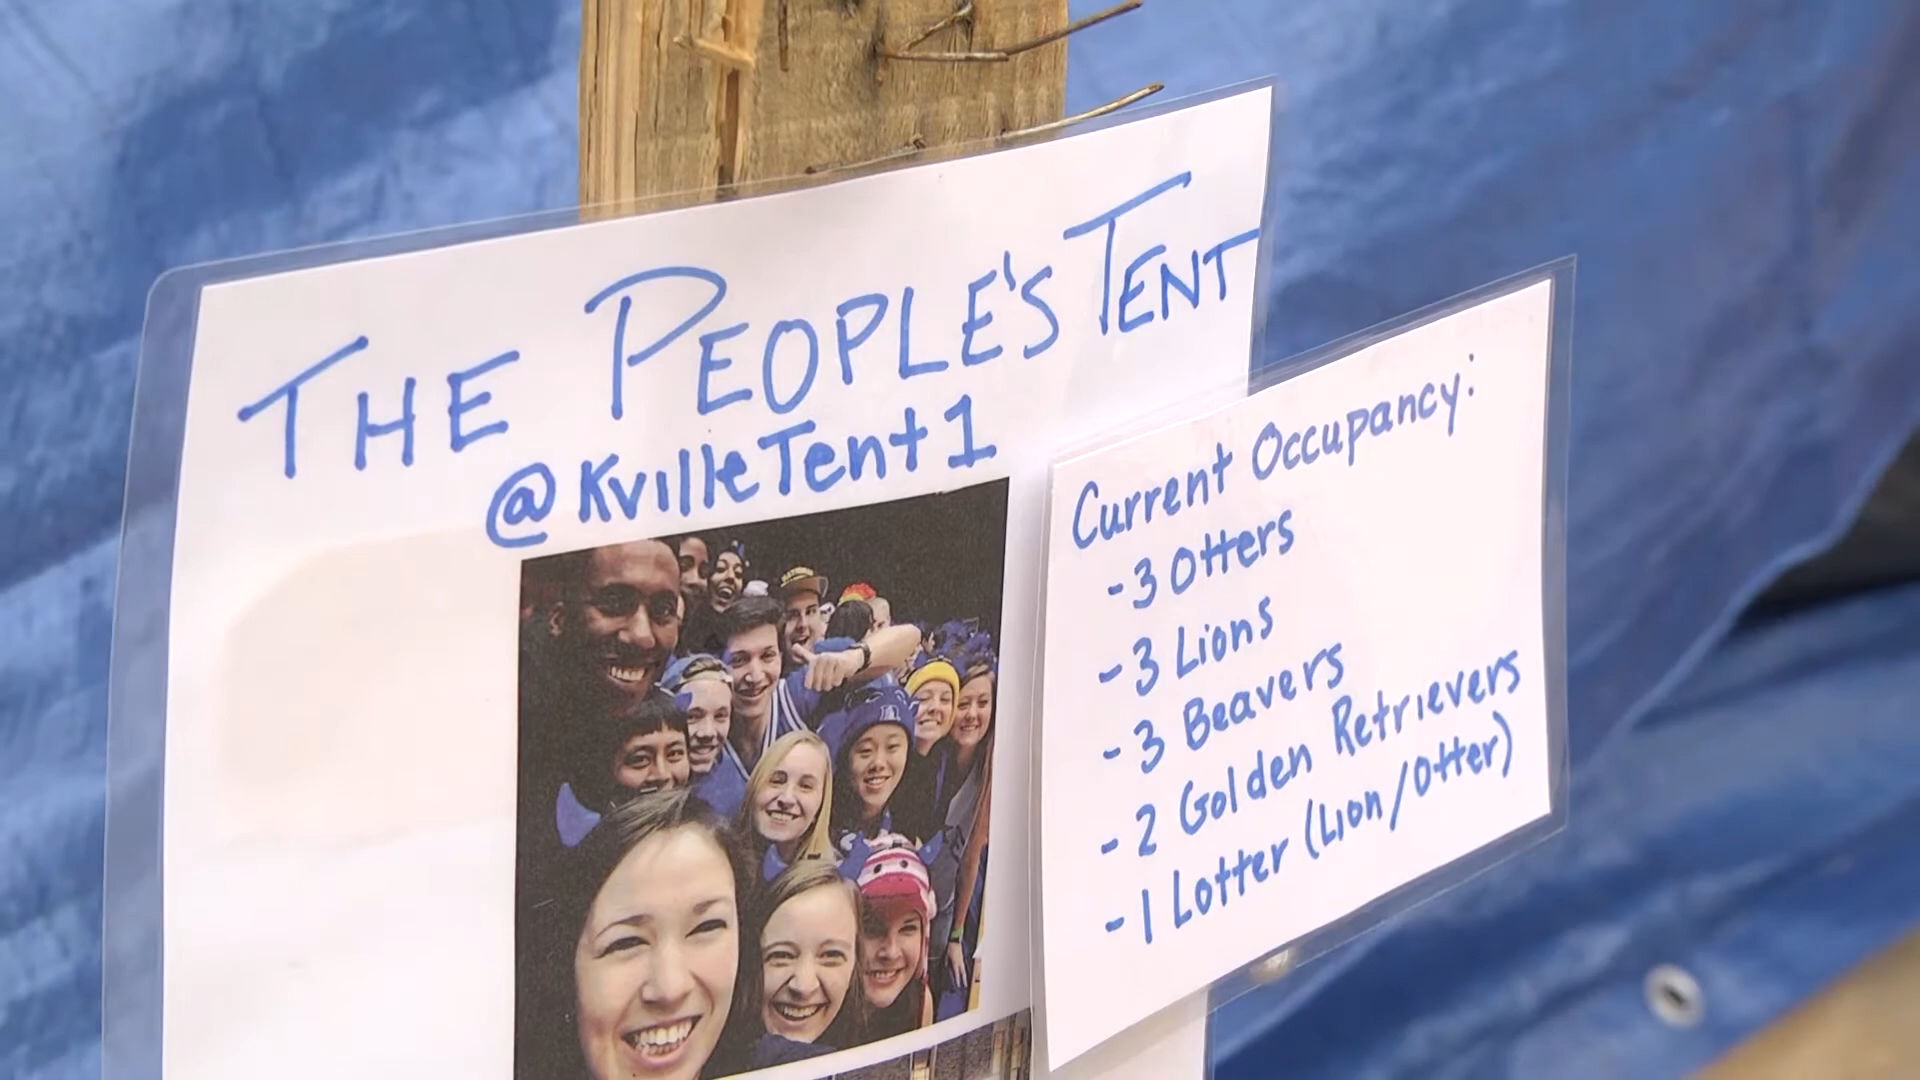 THE PEOPLE'S TENT
@KvilleTent1
Current Occupancy:
-3 Otters
-3 Lions
-3 Beavers
-2 Golden Retrievers
-1 Lotter (Lion/Otter)